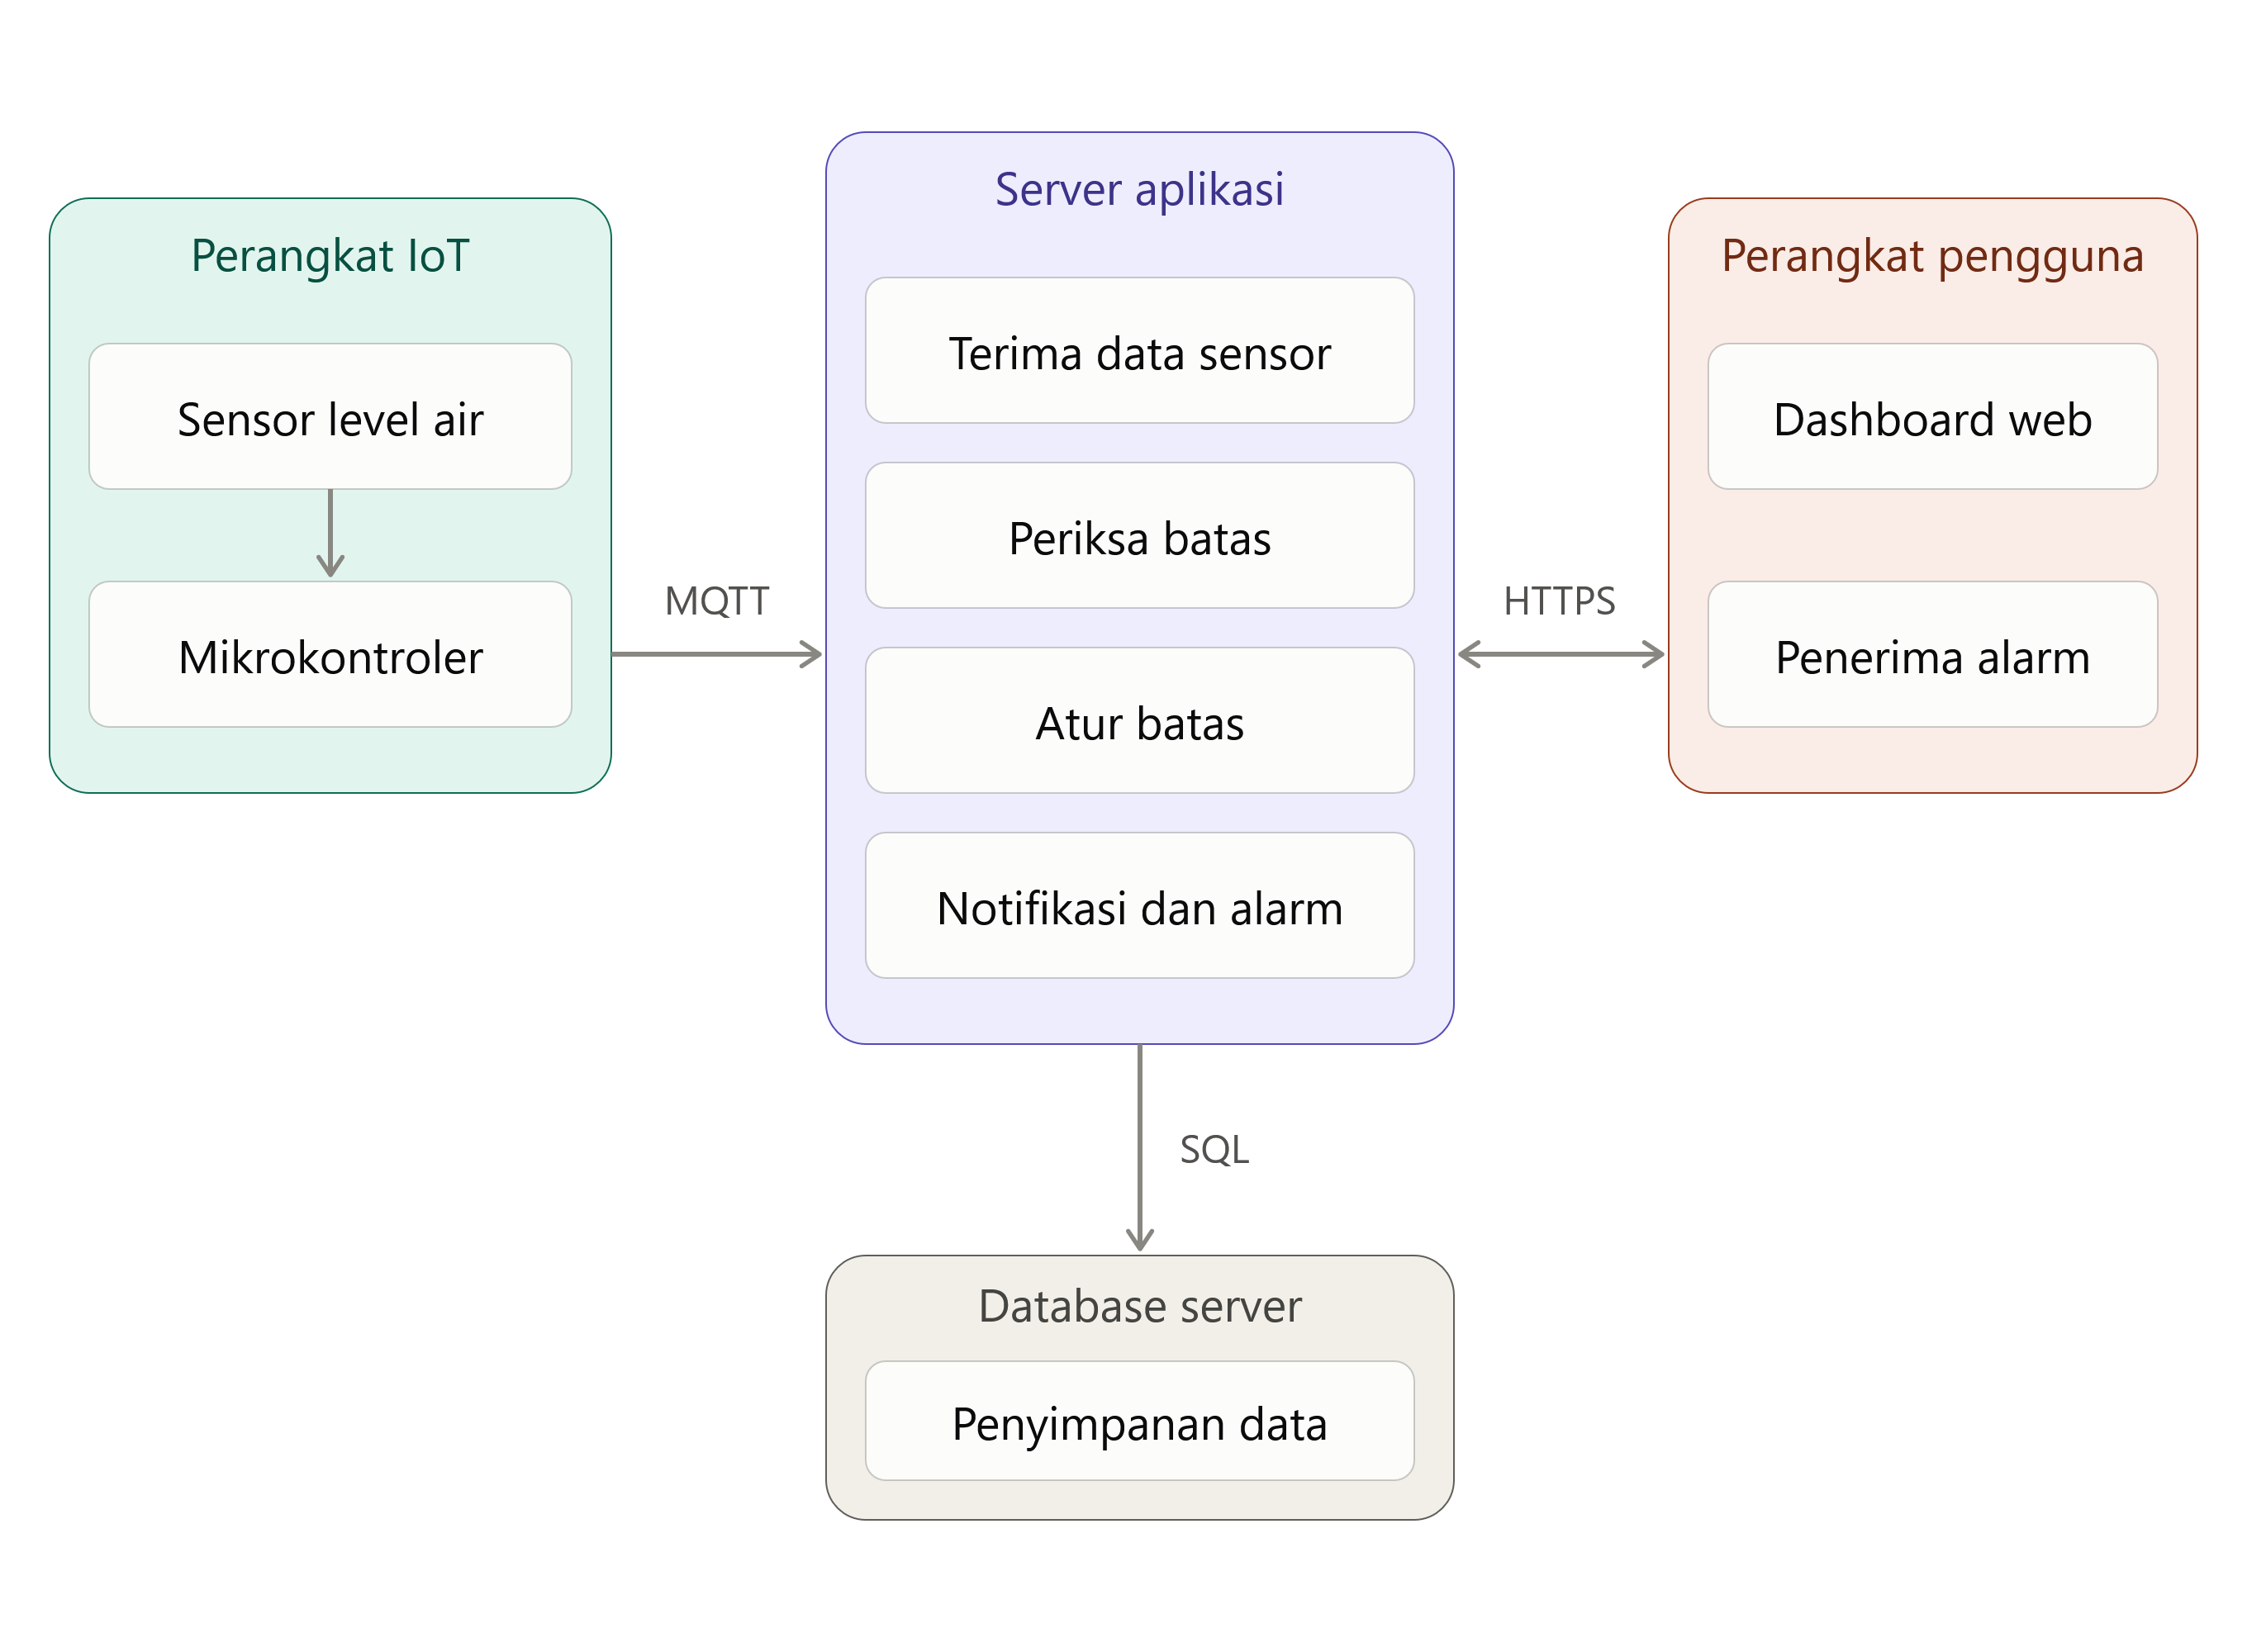 Perangkat IoT
Sensor level air
Mikrokontroler
MQTT
Server aplikasi
Terima data sensor
Periksa batas
Atur batas
Notifikasi dan alarm
HTTPS
Perangkat pengguna
Dashboard web
Penerima alarm
SQL
Database server
Penyimpanan data